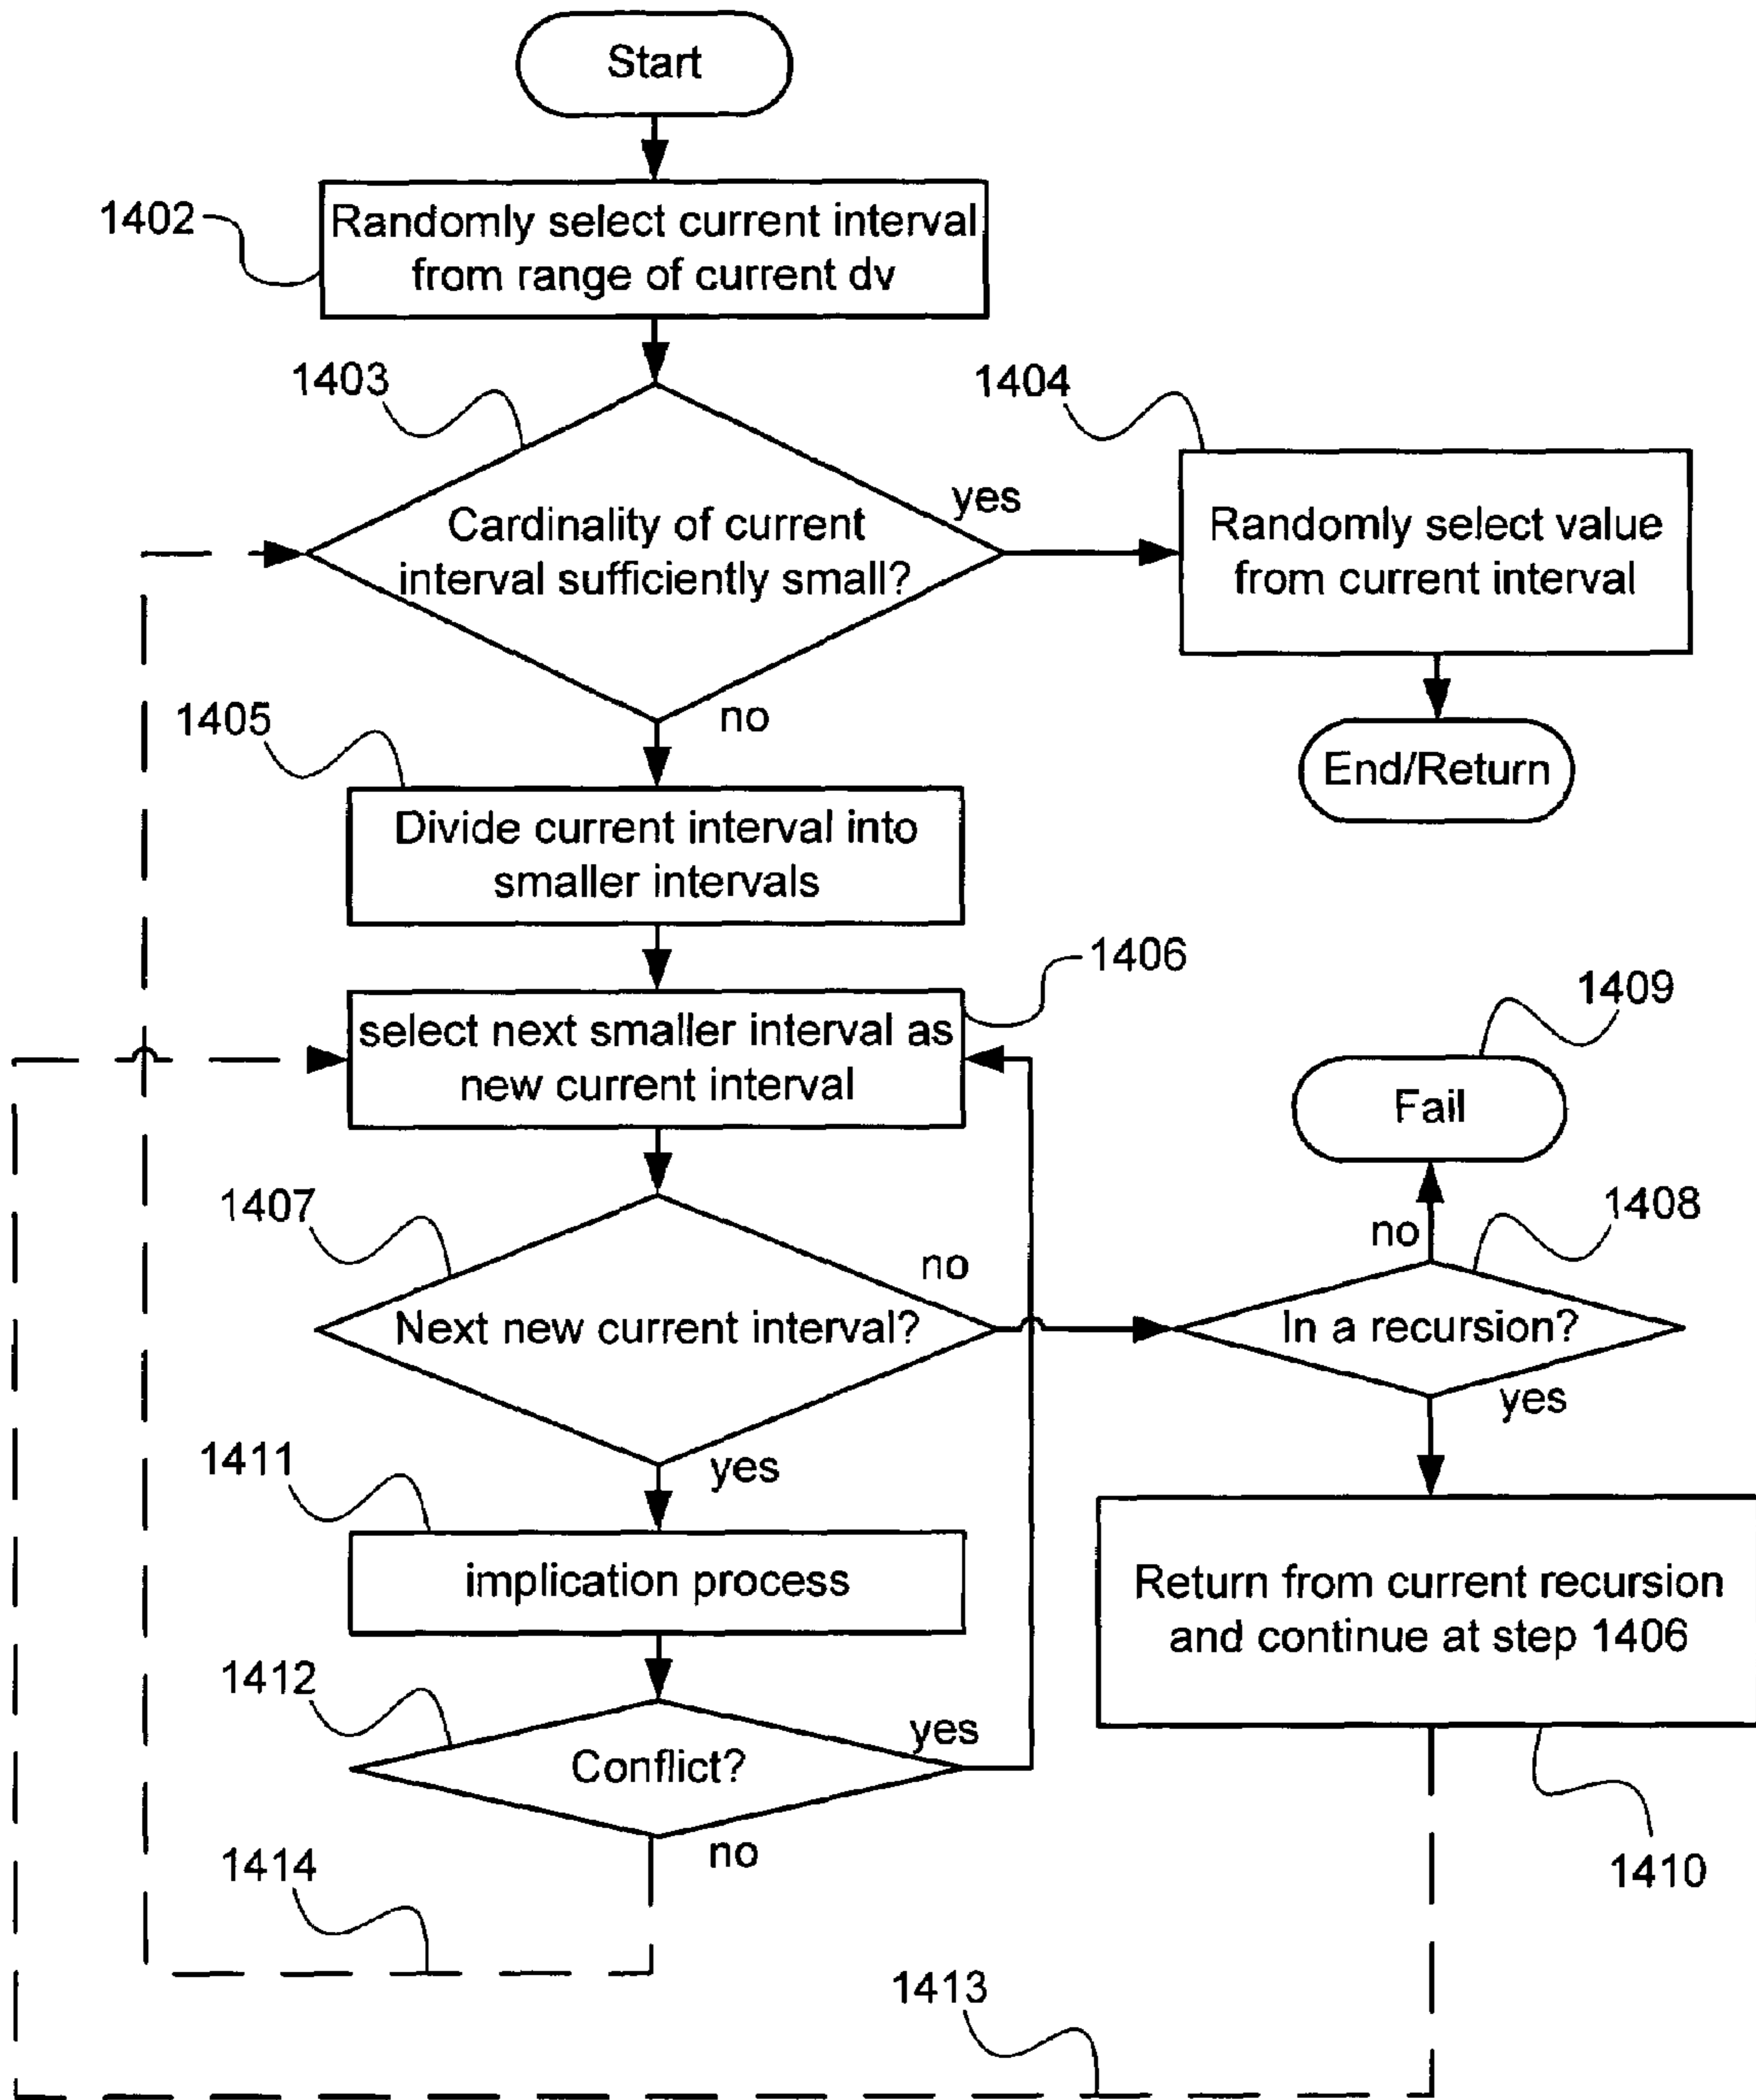 Start
1402
Randomly select current interval
from range of current dv
1403
1404
yes
Cardinality of current
interval sufficiently small?
Randomly select value
from current interval
no
1405
End/Return
Divide current interval into
smaller intervals
1406
1409
select next smaller interval as
new current interval
Fail
1407
1408
no
no
Next new current interval?
In a recursion?
yes
1411
yes
implication process
Return from current recursion
and continue at step 1406
1412
yes
Conflict?
no
1414
1410
1413